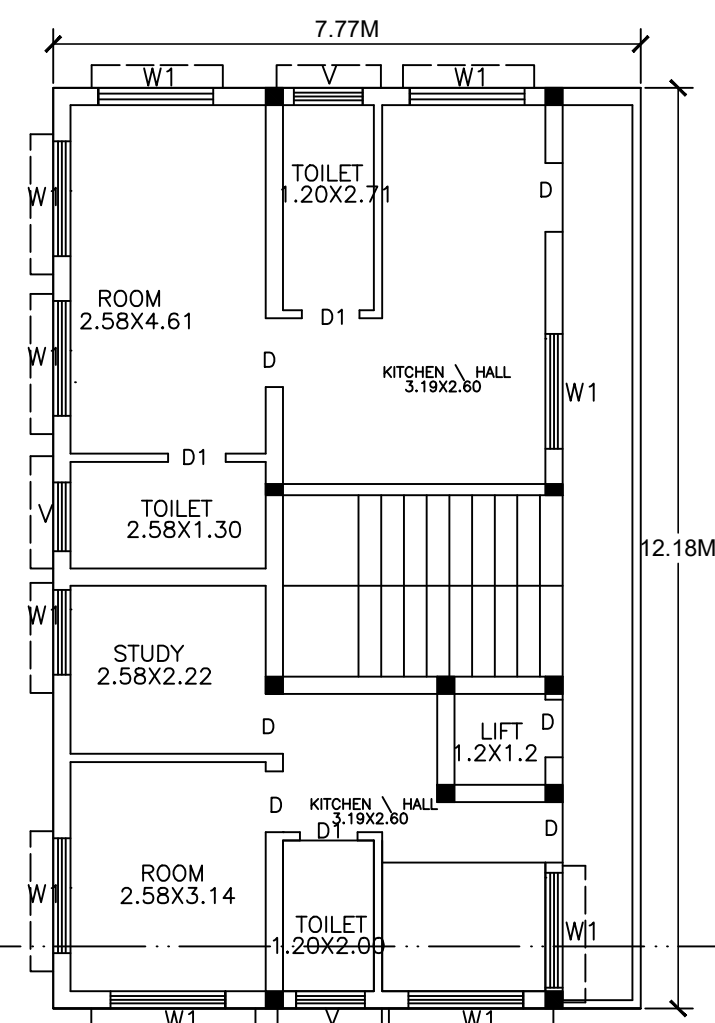 7.77M
W1
V
W1
TOILET
1.20X2.71
W1
D
ROOM
2.58X4.61
D1
W1
D
KITCHEN \ HALL
3.19X2.60
W1
D1
V
TOILET
2.58X1.30
12.18M
W1
STUDY
2.58X2.22
D
D
LIFT
1.2X1.2
D
KITCHEN \ HALL
3.19X2.60
D1
D
ROOM
2.58X3.14
W1
TOILET
1.20X2.00
W1
W1
V
W1